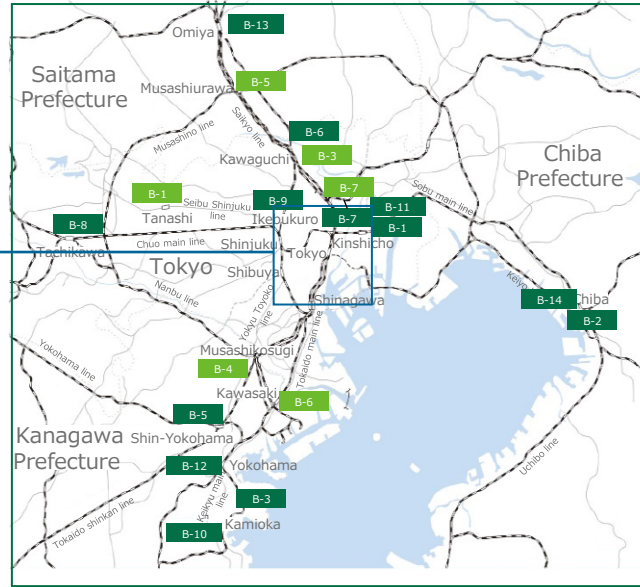 B-13
Omiya
Saitama
Prefecture
B-5
Musashiurawa
Saikyo line
Musashino line
B-6
Kawaguchi
B-3
Chiba
Prefecture
B-7
B-1
Seibu Shinjuku
line
B-9
B-11
Sobu main line
Tanashi
Ikebukuro
B-7
B-8
B-1
Chuo main line
Shinjuku
Kinshicho
Tachikawa
Tokyo
Tokyo
Shibuya
Keiyo
Nanbu line
Shinagawa
B-14
Chiba
B-2
Tokyu Toyoko
line
Tokaido main line
Yokohama line
Musashikosugi
B-4
Kawasaki
B-6
B-5
Kanagawa
Prefecture
Shin-Yokohama
B-12
Yokohama
Uchibo line
Keikyu main
line
B-3
Tokaido shinkan line
Kamioka
B-10